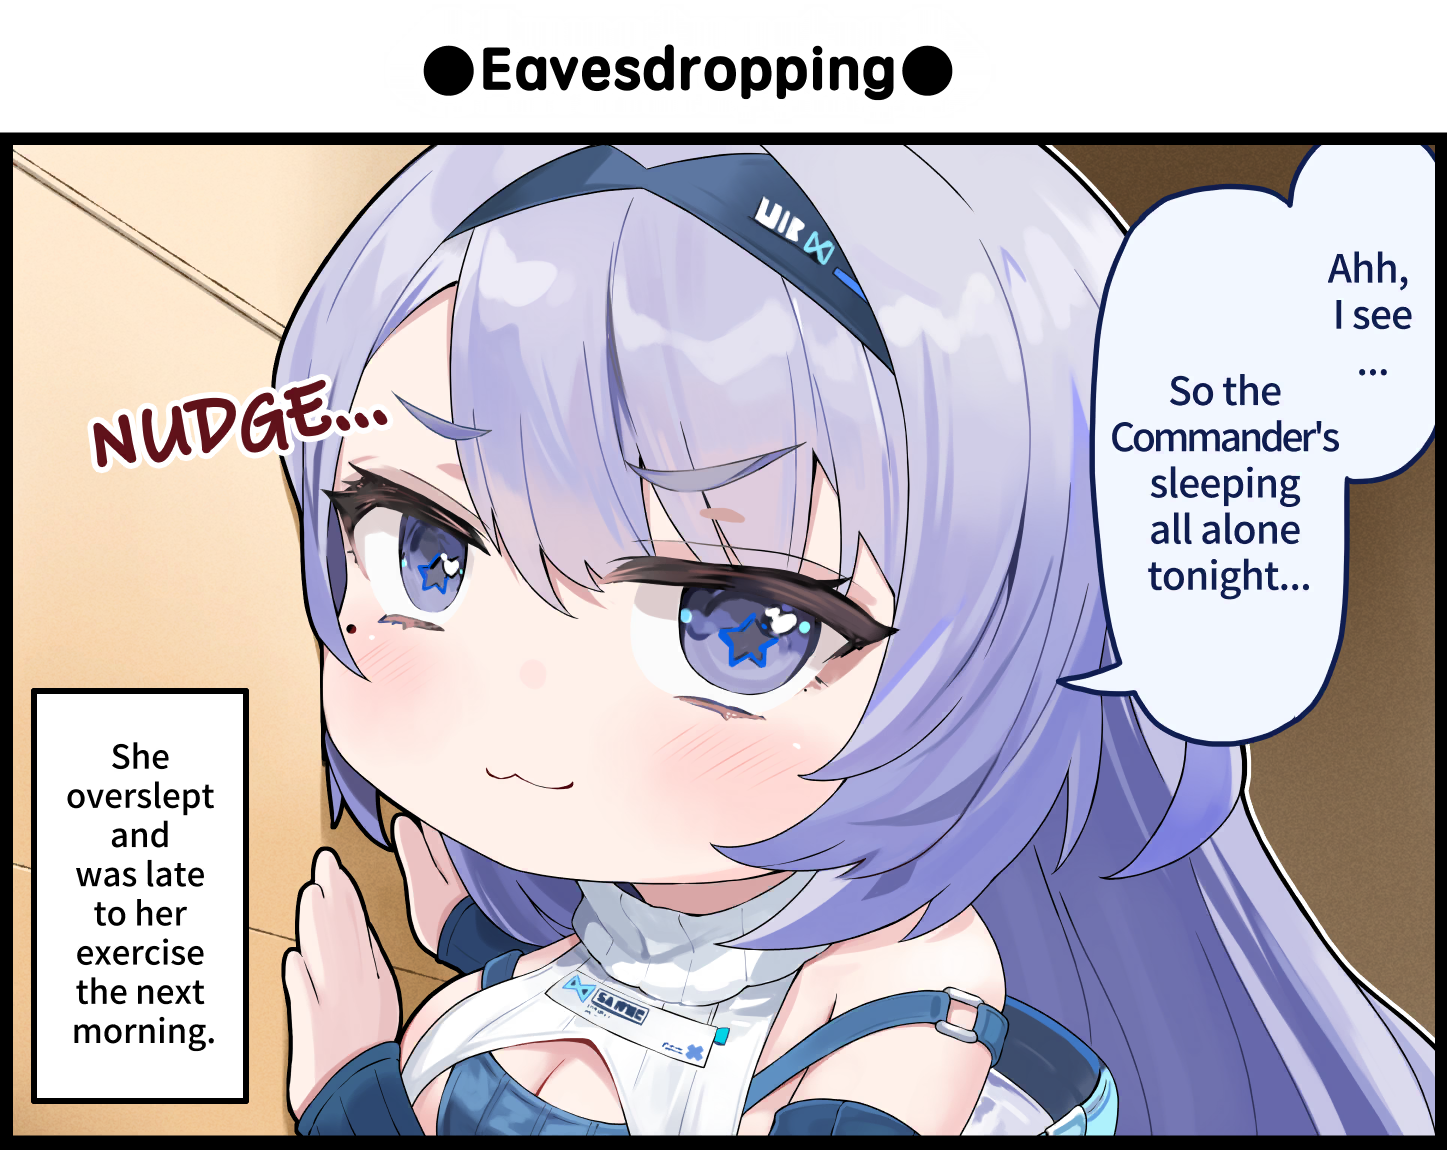 ●Eavesdropping●
Ahh,
I see
...
So the
Commander's
sleeping
all alone
tonight...
NUDGE...
She
overslept
and
was late
to her
exercise
the next
morning.